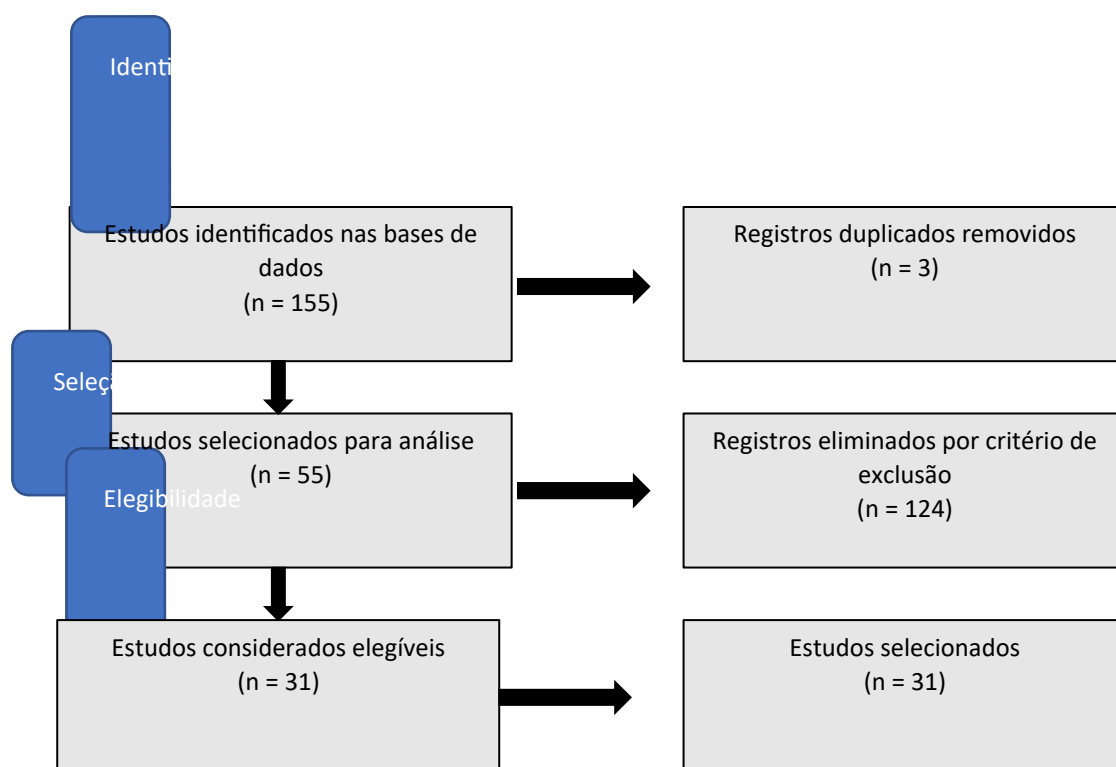 Identi
Estudos identificados nas bases de
dados
(n = 155)
Registros duplicados removidos
(n = 3)
Seleçã
Estudos selecionados para análise
(n = 55)
Registros eliminados por critério de
exclusão
(n = 124)
Elegibilidade
Estudos considerados elegíveis
(n = 31)
Estudos selecionados
(n = 31)